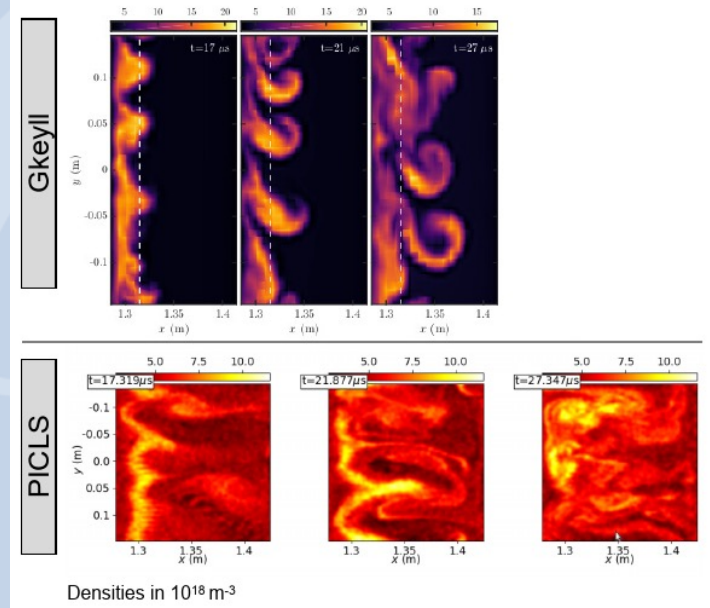 Gkeyll
5 10 15 20
5 10 15 20
5 10 15
t=17 μs
t=21 μs
t=27 μs
0.1
0.05
0
-0.05
-0.1
y (m)
1.3 1.35 1.4
1.3 1.35 1.4
1.3 1.35 1.4
x (m)
x (m)
x (m)
PICLS
5.0 7.5 10.0
5.0 7.5 10.0
5.0 7.5 10.0
t=17.319μs
t=21.877μs
t=27.347μs
-0.1
-0.05
0.0
0.05
0.1
y (m)
1.3 1.35 1.4
1.3 1.35 1.4
1.3 1.35 1.4
x (m)
x (m)
x (m)
Densities in 10¹⁸ m⁻³